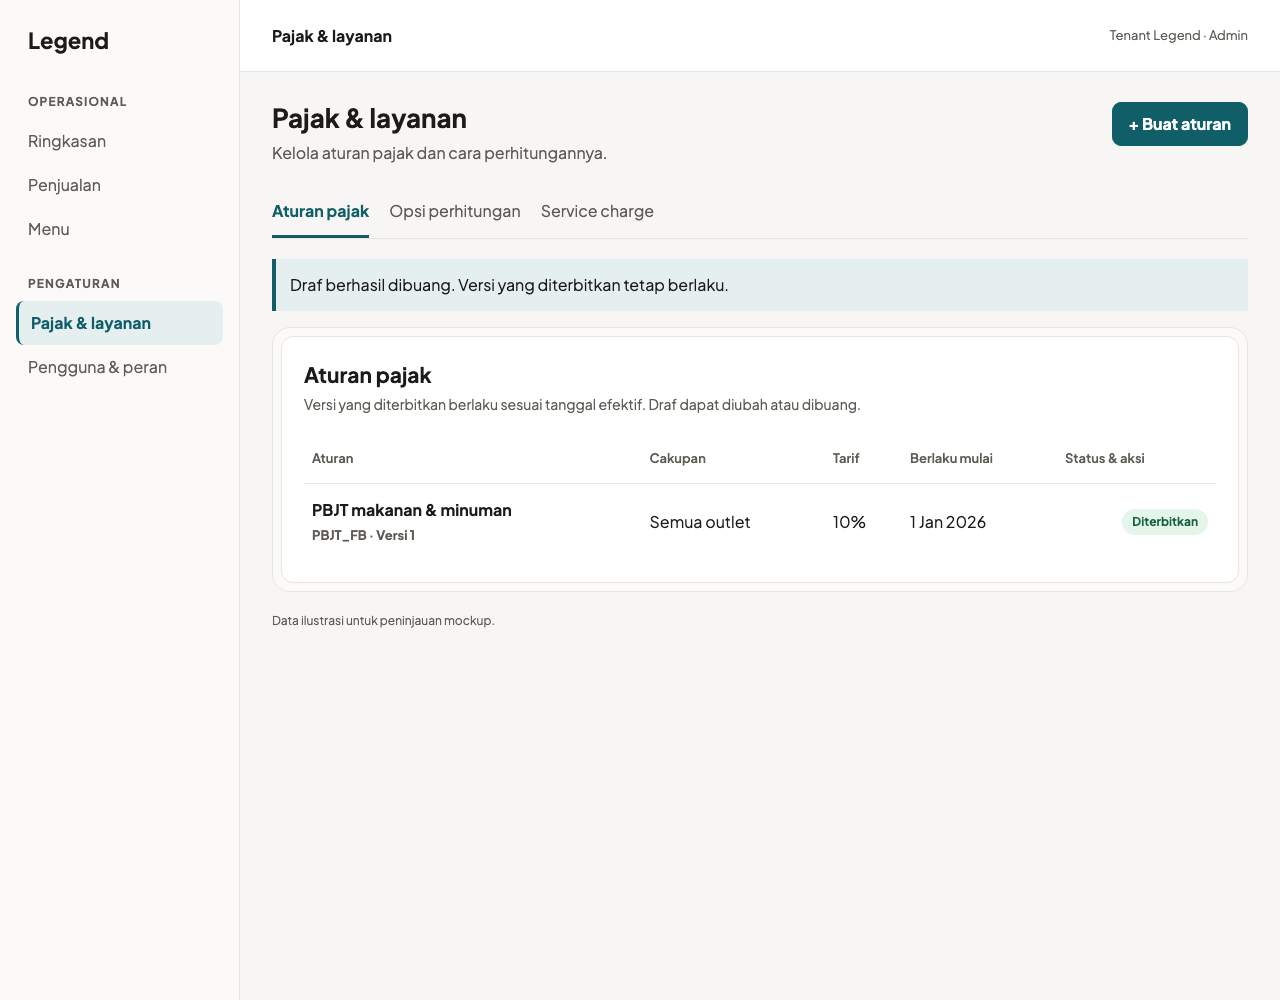 Legend
OPERASIONAL
Ringkasan
Penjualan
Menu
PENGATURAN
Pajak & layanan
Pengguna & peran
Pajak & layanan
Tenant Legend · Admin
Pajak & layanan
Kelola aturan pajak dan cara perhitungannya.
+ Buat aturan
Aturan pajak
Opsi perhitungan
Service charge
Draf berhasil dibuang. Versi yang diterbitkan tetap berlaku.
Aturan pajak
Versi yang diterbitkan berlaku sesuai tanggal efektif. Draf dapat diubah atau dibuang.
Aturan Cakupan Tarif Berlaku mulai Status & aksi
PBJT makanan & minuman
PBJT_FB · Versi 1
Semua outlet 10% 1 Jan 2026 Diterbitkan
Data ilustrasi untuk peninjauan mockup.